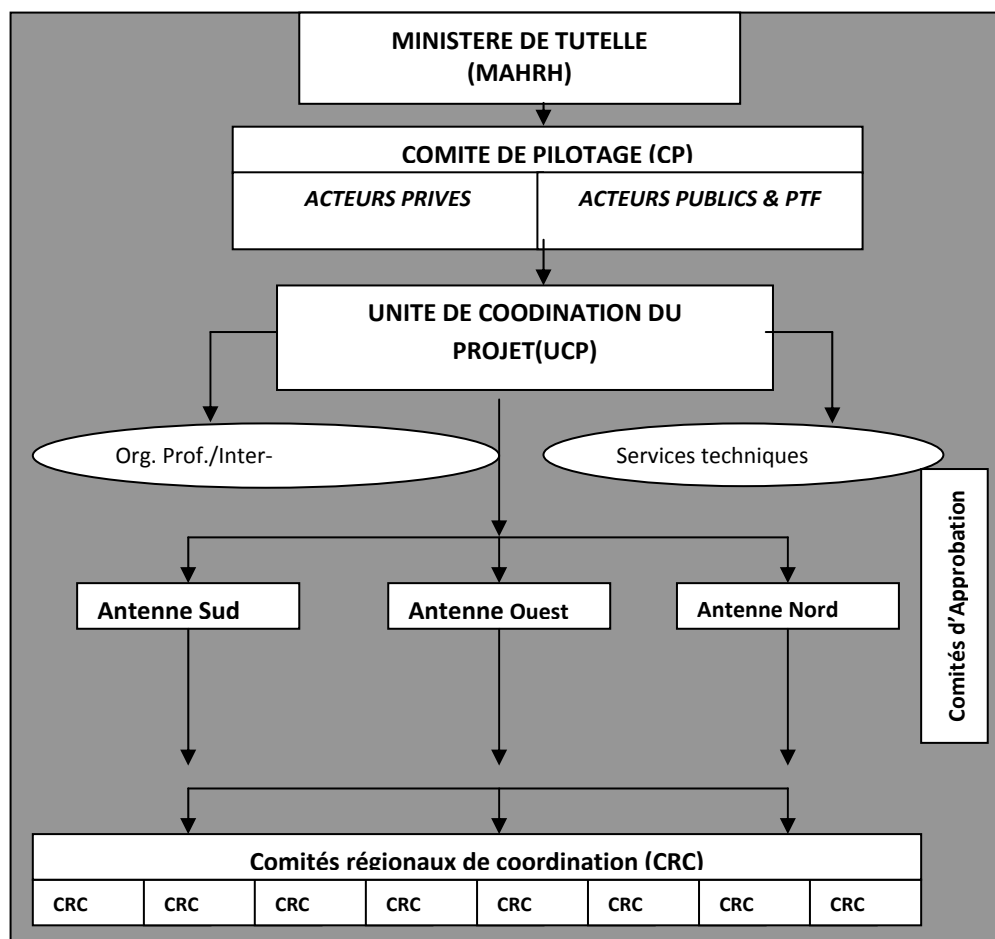 MINISTERE DE TUTELLE
(MAHRH)
COMITE DE PILOTAGE (CP)
ACTEURS PRIVES
ACTEURS PUBLICS & PTF
UNITE DE COODINATION DU
PROJET(UCP)
Org. Prof./Inter-
Services techniques
Comités d'Approbation
Antenne Sud
Antenne Ouest
Antenne Nord
Comités régionaux de coordination (CRC)
CRC
CRC
CRC
CRC
CRC
CRC
CRC
CRC